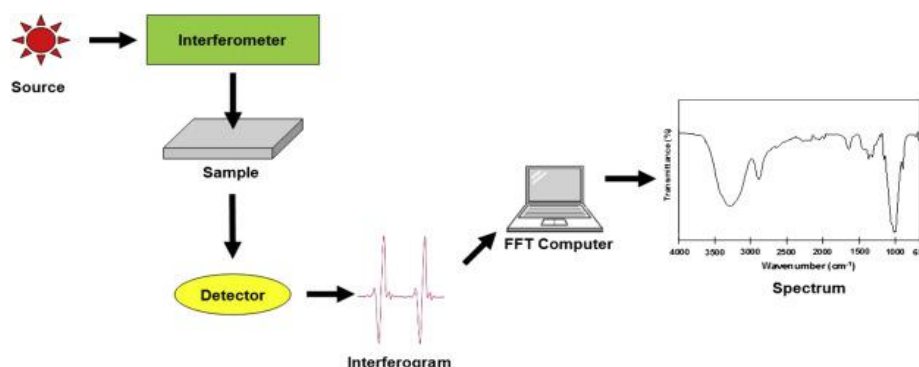 Interferometer
Source
Sample
Detector
Interferogram
FFT Computer
Transmittance (%)
4000 3500 3000 2500 2000 1500 1000
Wavenumber (cm-1)
Spectrum